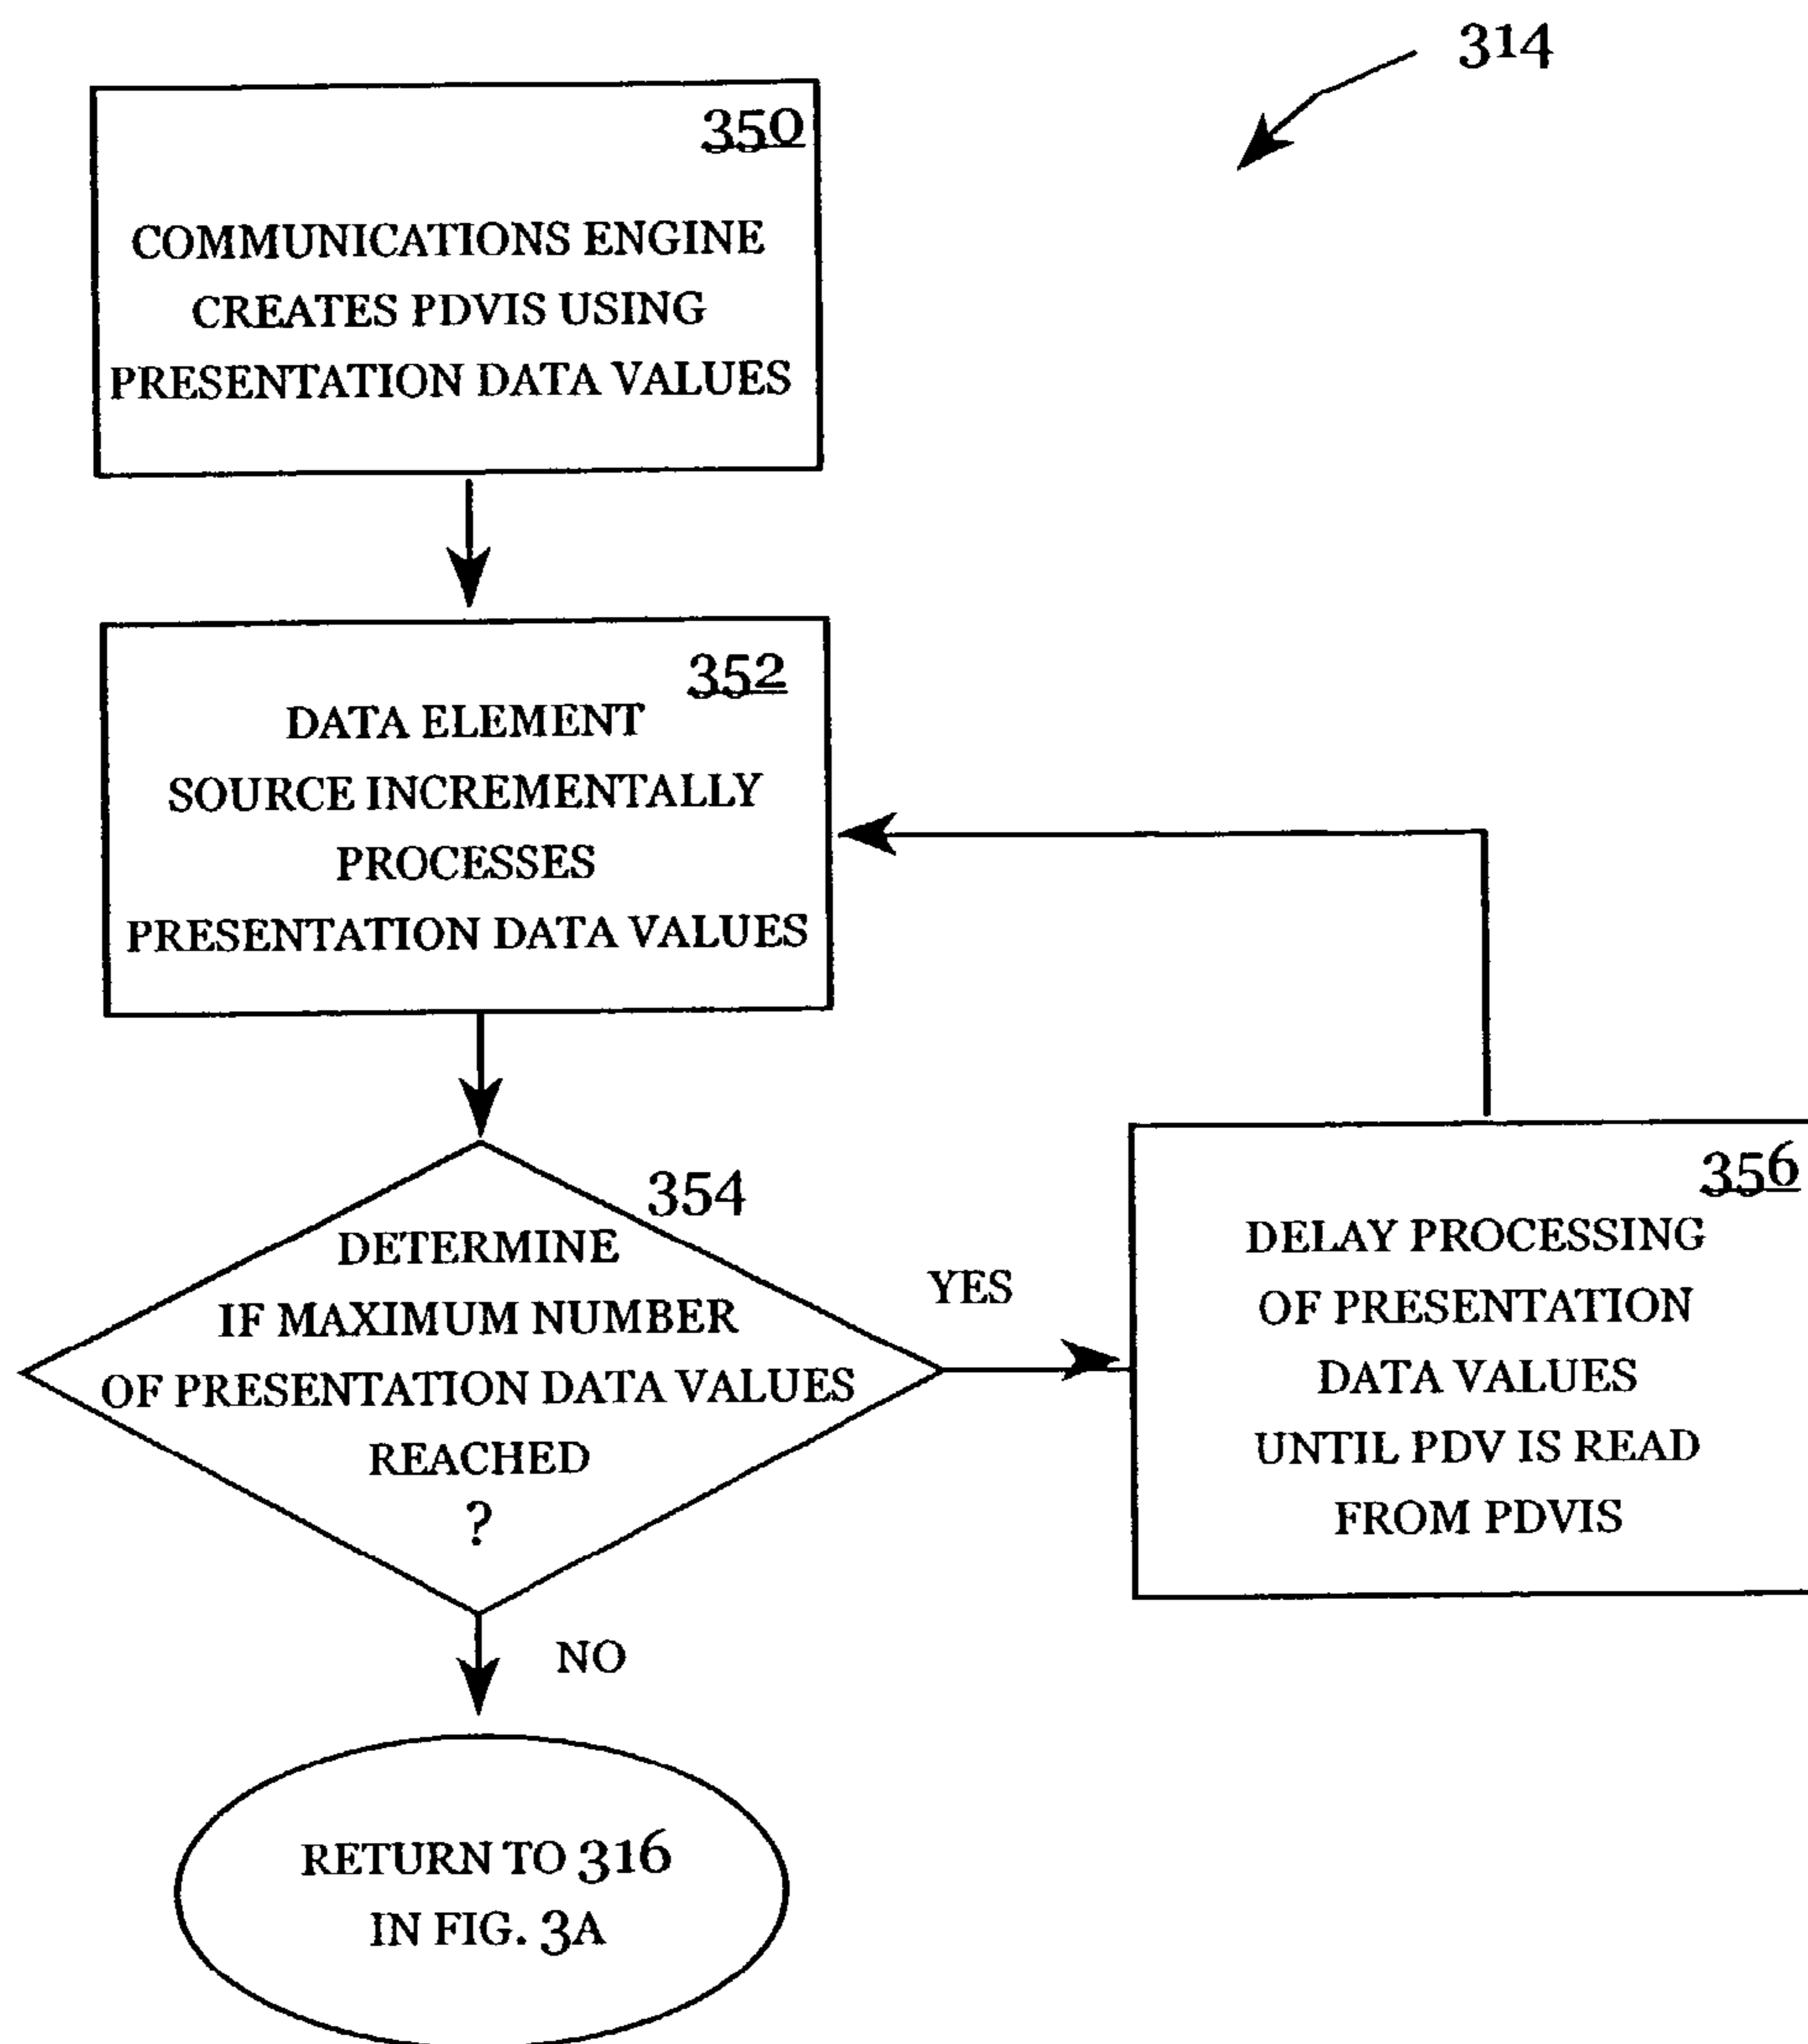 314
350
COMMUNICATIONS ENGINE
CREATES PDVIS USING
PRESENTATION DATA VALUES
352
DATA ELEMENT
SOURCE INCREMENTALLY
PROCESSES
PRESENTATION DATA VALUES
354
DETERMINE
IF MAXIMUM NUMBER
OF PRESENTATION DATA VALUES
REACHED
?
YES
356
DELAY PROCESSING
OF PRESENTATION
DATA VALUES
UNTIL PDV IS READ
FROM PDVIS
NO
RETURN TO 316
IN FIG. 3A